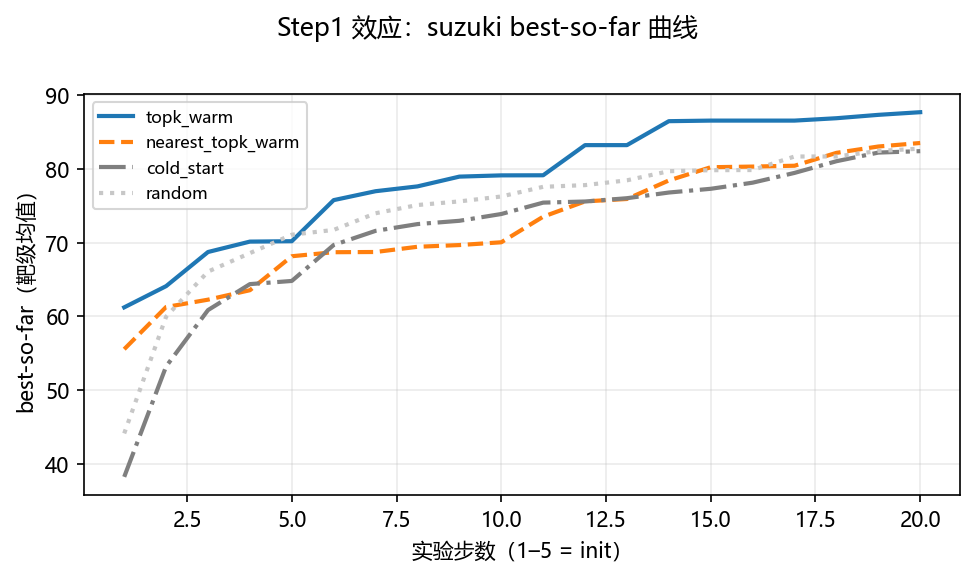 Step1 效应：suzuki best-so-far 曲线
90
80
70
60
50
40
best-so-far（靶级均值）
topk_warm
nearest_topk_warm
cold_start
random
2.5 5.0 7.5 10.0 12.5 15.0 17.5 20.0
实验步数（1–5 = init）